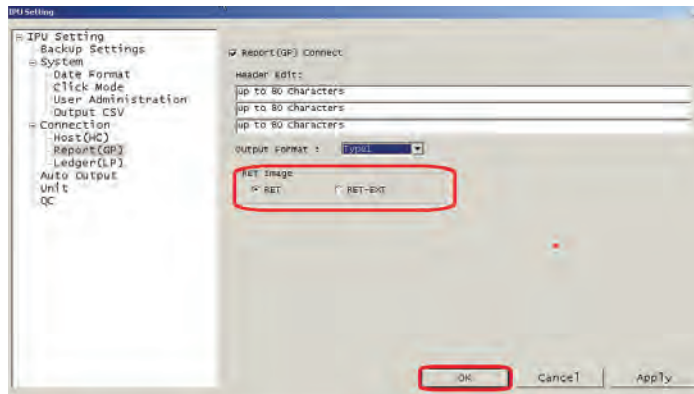 IPU Setting
IPU Setting
Backup Settings
System
Date Format
Click Mode
User Administration
Output CSV
Connection
Host(HC)
Report(GP)
Ledger(LP)
Auto Output
Unit
QC
Report(GP) Connect
Header Edit:
up to 80 Characters
up to 80 Characters
up to 80 Characters
Output Format : Type1
RET Image
RET RET-EXT
OK Cancel Apply